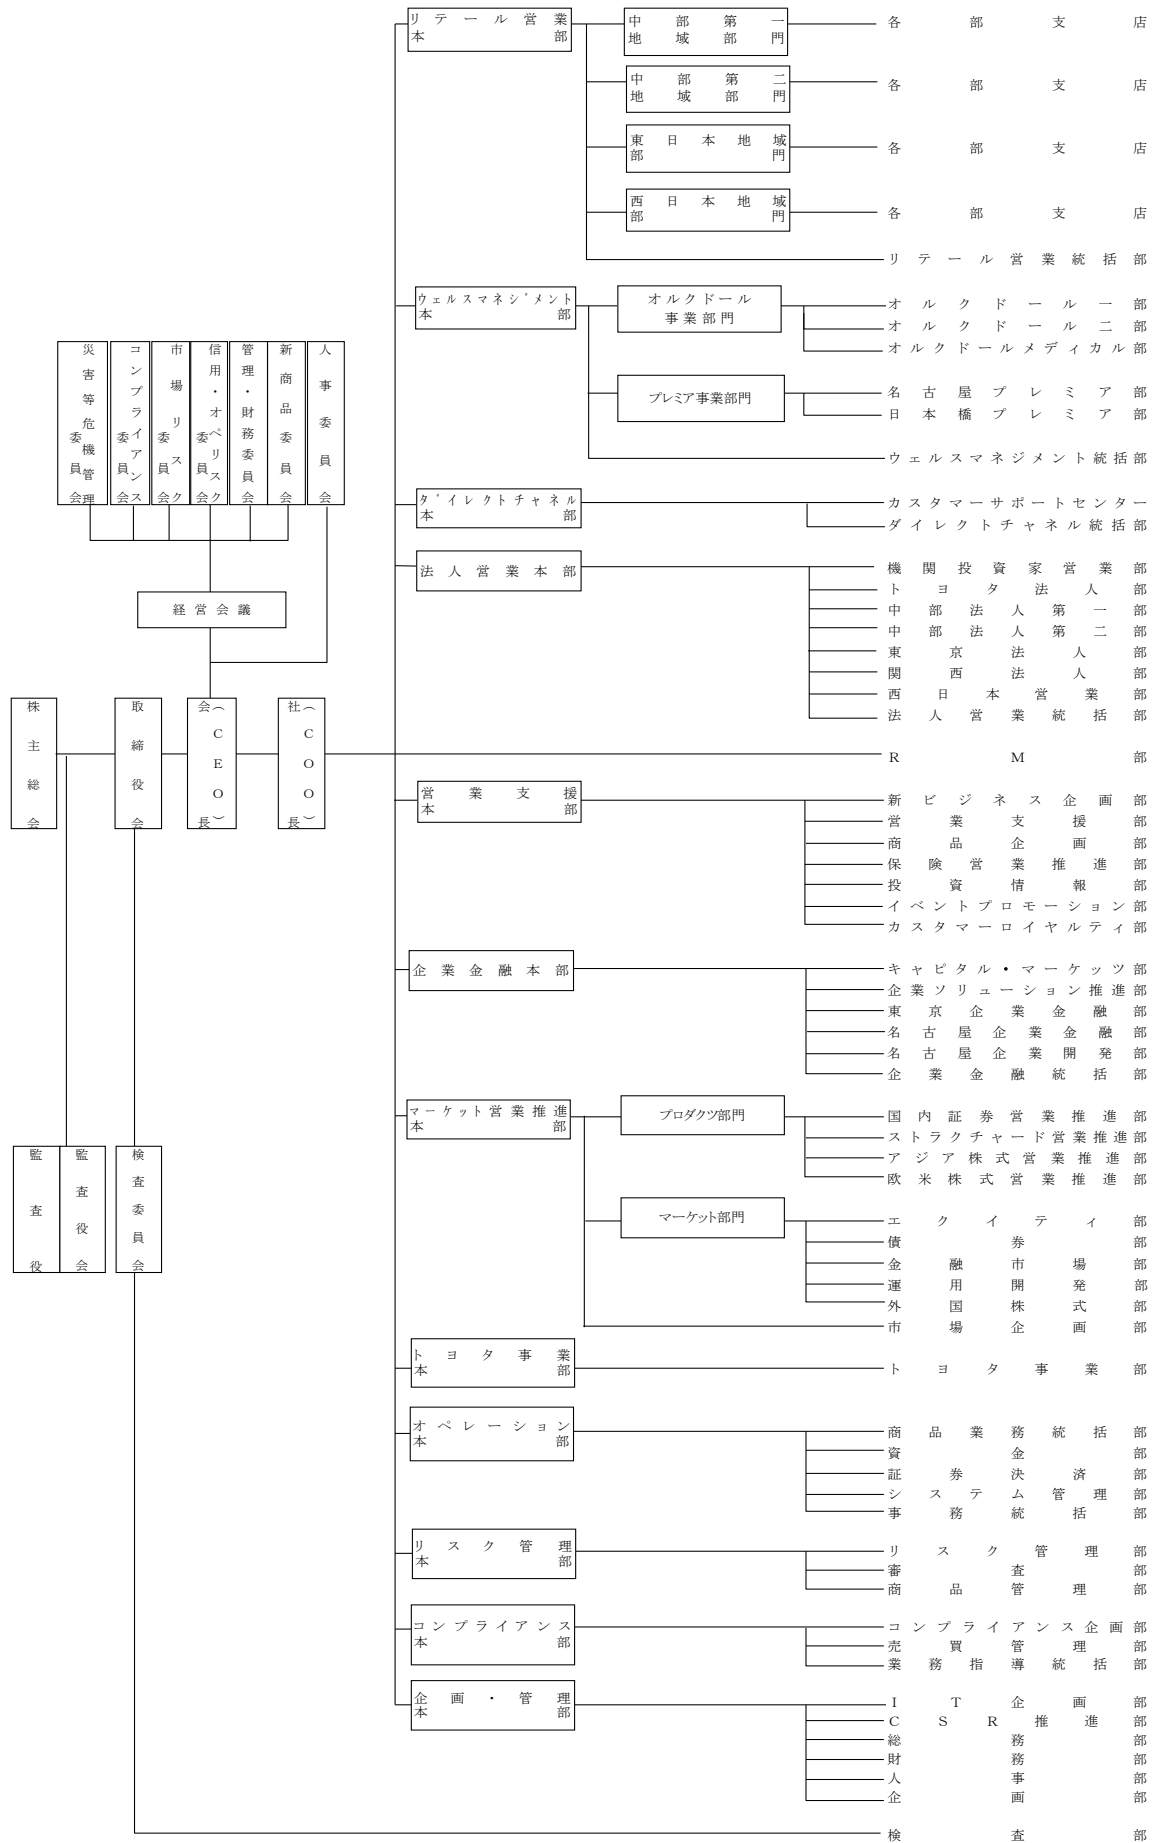 リテール営業
本部
中部第一
地域部門
各部支店
中部第二
地域部門
各部支店
東日本地域
部門
各部支店
西日本地域
部門
各部支店
リテール営業統括部
ウェルスマネジメント
本部
オルクドール
事業部門
オルクドール一部
オルクドール二部
オルクドールメディカル部
プレミア事業部門
名古屋プレミア部
日本橋プレミア部
ウェルスマネジメント統括部
災害等危機管理
委員会
コンプライアンス
委員会
市場リスク
委員会
信用・オペリスク
委員会
管理・財務委員会
新商品委員会
人事委員会
ダイレクトチャネル
本部
カスタマーサポートセンター
ダイレクトチャネル統括部
法人営業本部
機関投資家営業部
トヨタ法人部
中部法人第一部
中部法人第二部
東京法人部
関西法人部
西日本営業部
法人営業統括部
経営会議
株主総会
取締役会
会長
（CEO）
社長
（COO）
RM部
営業支援
本部
新ビジネス企画部
営業支援部
商品企画部
保険営業推進部
投資情報部
イベントプロモーション部
カスタマーロイヤルティ部
企業金融本部
キャピタル・マーケッツ部
企業ソリューション推進部
東京企業金融部
名古屋企業金融部
名古屋企業開発部
企業金融統括部
マーケット営業推進
本部
プロダクツ部門
国内証券営業推進部
ストラクチャード営業推進部
アジア株式営業推進部
欧米株式営業推進部
マーケット部門
エクイティ部
債券部
金融市場部
運用開発部
外国株式部
市場企画部
監査役
監査役会
検査委員会
トヨタ事業
本部
トヨタ事業部
オペレーション
本部
商品業務統括部
資金部
証券決済部
システム管理部
事務統括部
リスク管理
本部
リスク管理部
審査部
商品管理部
コンプライアンス
本部
コンプライアンス企画部
売買管理部
業務指導統括部
企画・管理
本部
IT企画部
CSR推進部
総務部
財務部
人事部
企画部
検査部